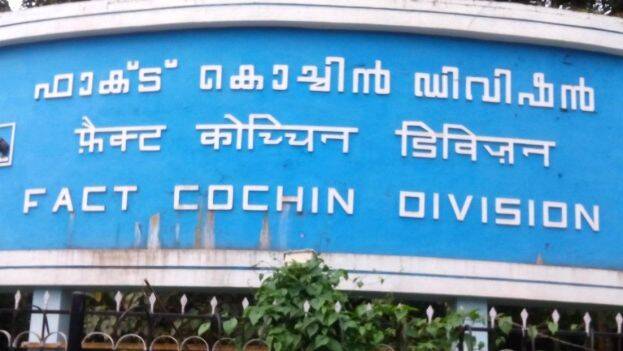 ഫാക്ട് കൊച്ചിൻ ഡിവിഷൻ
फ़ैक्ट कोच्चिन डिविज़न
FACT COCHIN DIVISION